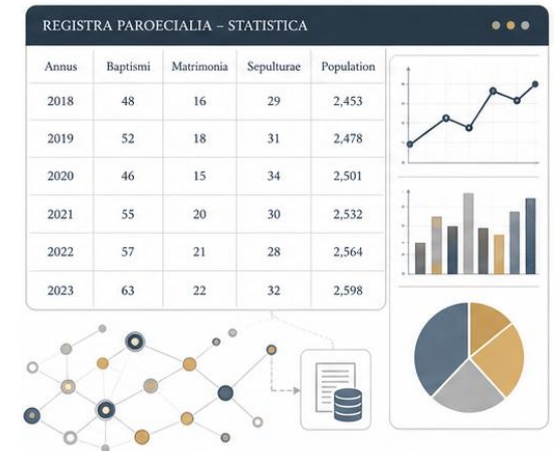 REGISTRA PAROECIALIA – STATISTICA
Annus Baptismi Matrimonia Sepulturae Population
2018 48 16 29 2,453
2019 52 18 31 2,478
2020 46 15 34 2,501
2021 55 20 30 2,532
2022 57 21 28 2,564
2023 63 22 32 2,598